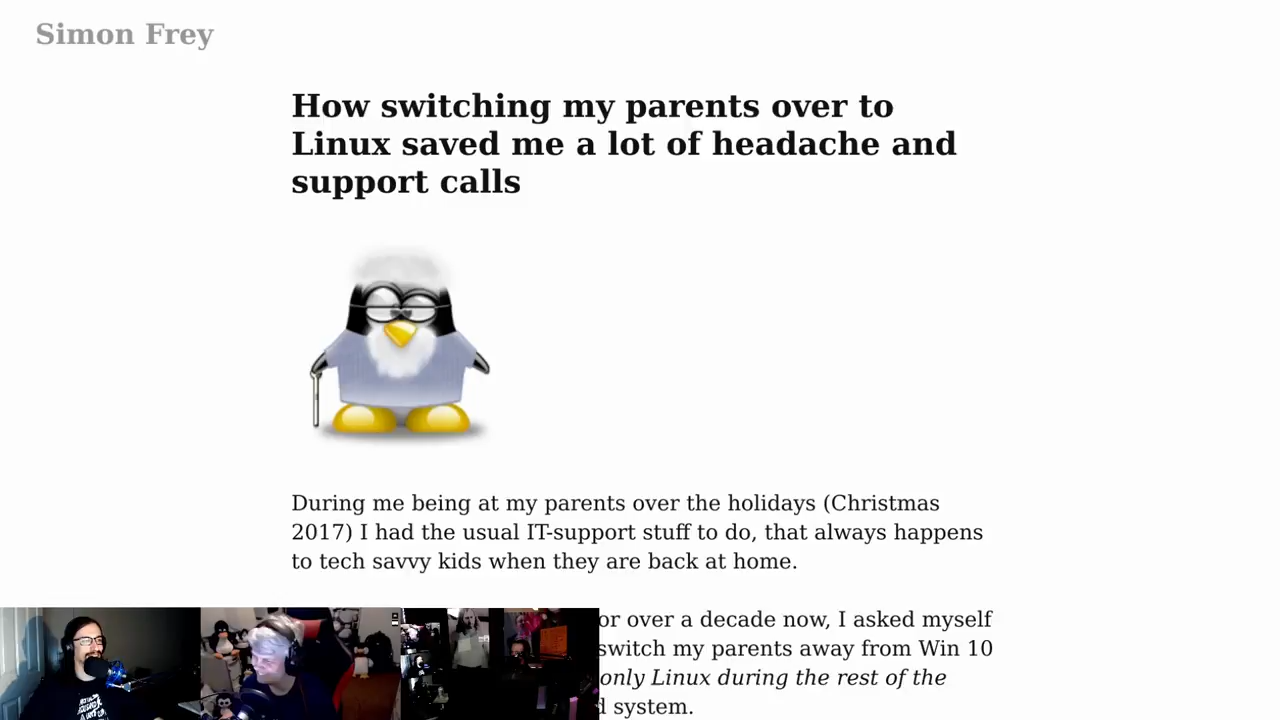 Simon Frey
How switching my parents over to
Linux saved me a lot of headache and
support calls
During me being at my parents over the holidays (Christmas
2017) I had the usual IT-support stuff to do, that always happens
to tech savvy kids when they are back at home.
or over a decade now, I asked myself
switch my parents away from Win 10
only Linux during the rest of the
d system.